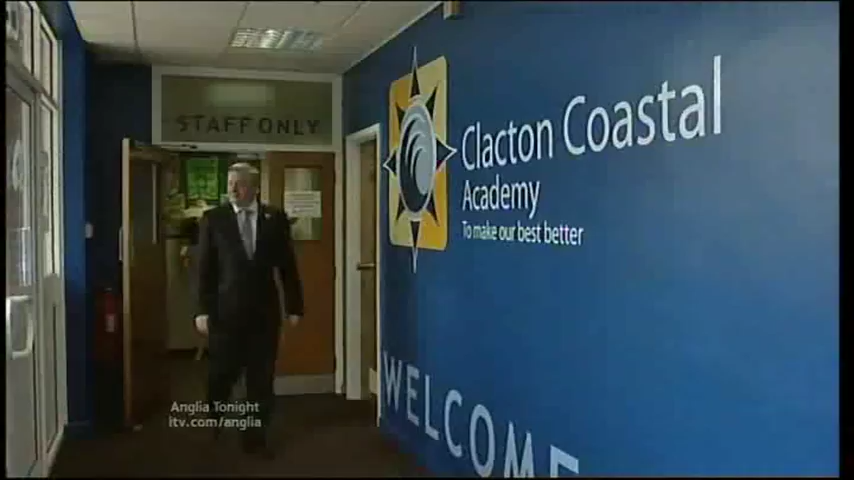 STAFF ONLY
Clacton Coastal
Academy
To make our best better
WELCOME
Anglia Tonight
itv.com/anglia